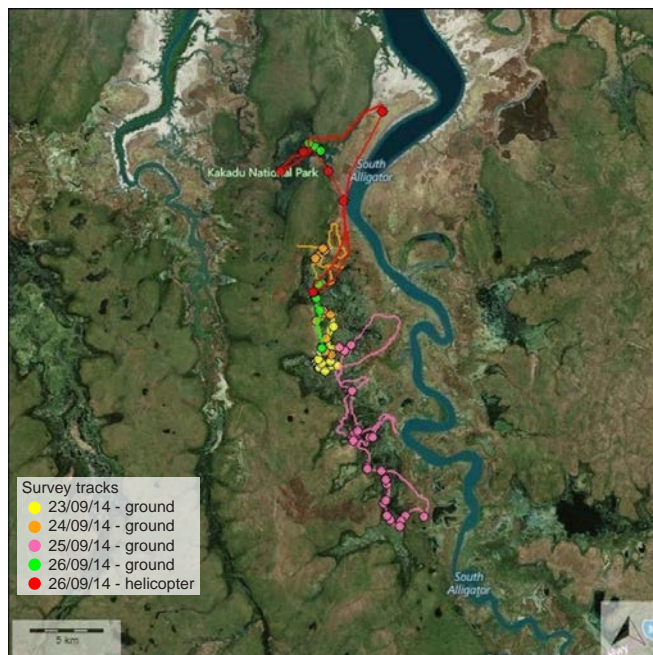 South
Alligator
Kakadu National Park
Survey tracks
23/09/14 - ground
24/09/14 - ground
25/09/14 - ground
26/09/14 - ground
26/09/14 - helicopter
South
Alligator
5 km